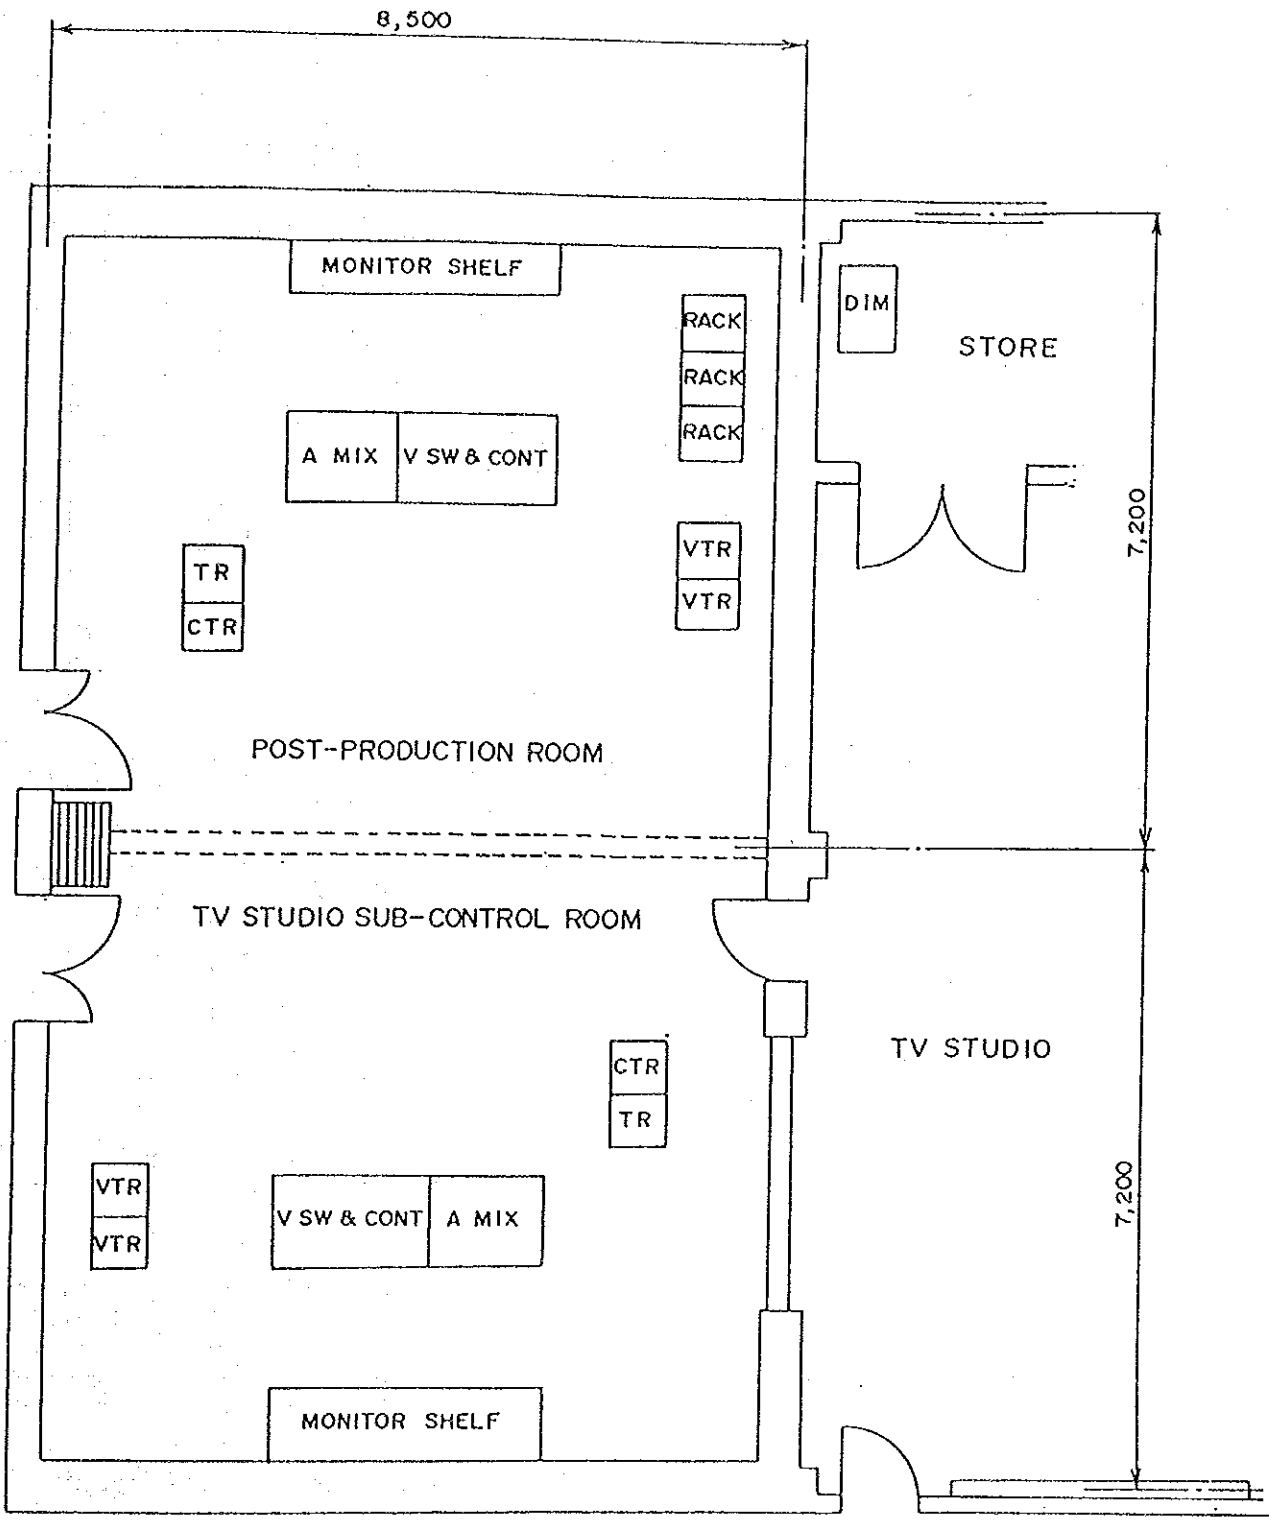 8,500
MONITOR SHELF
DIM
STORE
RACK
RACK
RACK
A MIX
V SW & CONT
7,200
VTR
VTR
TR
CTR
POST-PRODUCTION ROOM
TV STUDIO SUB-CONTROL ROOM
TV STUDIO
CTR
TR
VTR
VTR
V SW & CONT
A MIX
7,200
MONITOR SHELF